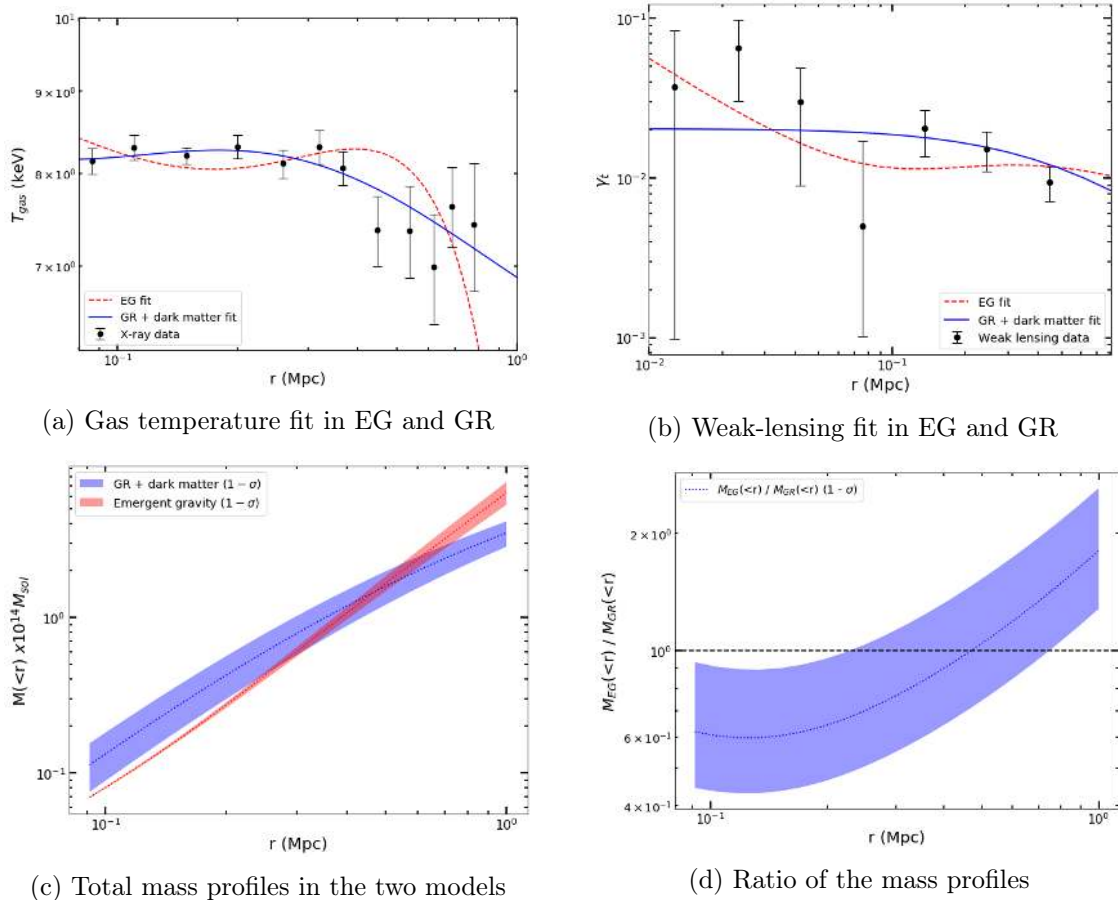 10¹
9 × 10⁰
8 × 10⁰
7 × 10⁰
T_gas (keV)
EG fit
GR + dark matter fit
X-ray data
10⁻¹
10⁰
r (Mpc)
(a) Gas temperature fit in EG and GR
10⁻¹
10⁻²
10⁻³
γ_t
EG fit
GR + dark matter fit
Weak lensing data
10⁻²
10⁻¹
r (Mpc)
(b) Weak-lensing fit in EG and GR
GR + dark matter (1 − σ)
Emergent gravity (1 − σ)
10⁰
10⁻¹
M(<r) x10¹⁴M_sol
10⁻¹
10⁰
r (Mpc)
(c) Total mass profiles in the two models
M_EG(<r) / M_GR(<r) (1 - σ)
2 × 10⁰
10⁰
6 × 10⁻¹
4 × 10⁻¹
M_EG(<r) / M_GR(<r)
10⁻¹
10⁰
r (Mpc)
(d) Ratio of the mass profiles